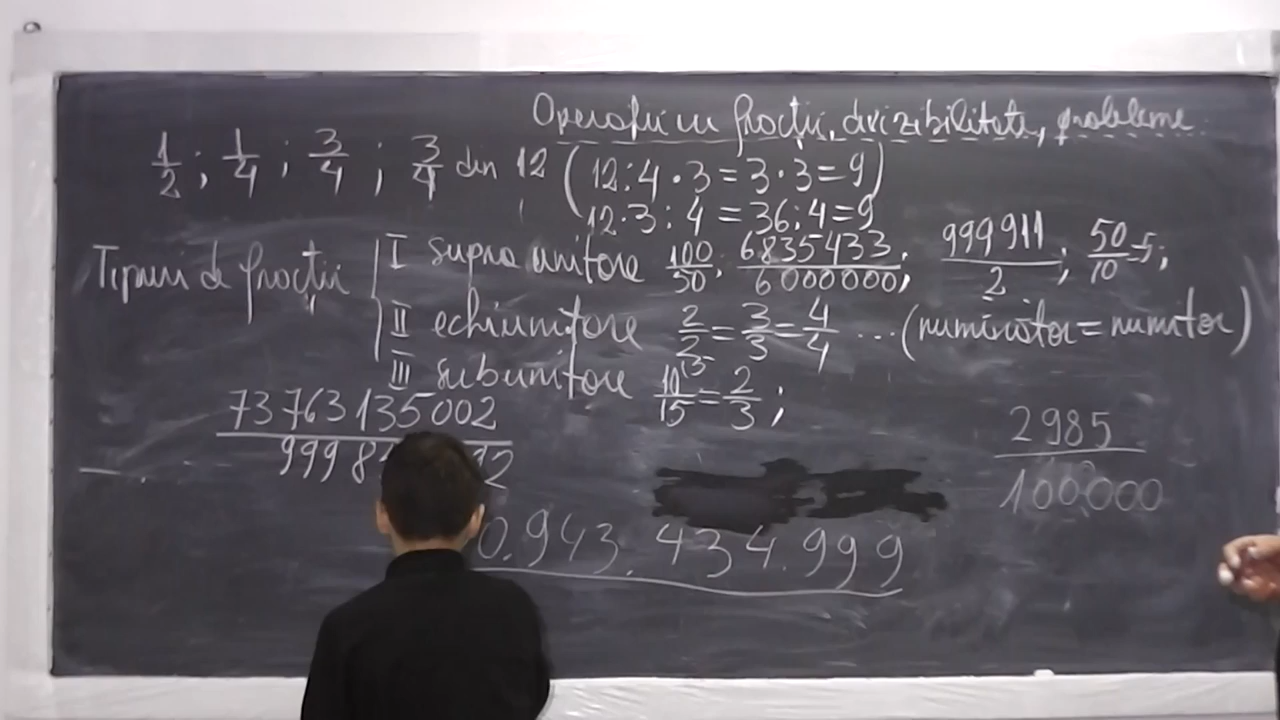 Operații cu fracții, divizibilitate, probleme
1/2 ; 1/4 ; 3/4 ; 3/4 din 12 (12:4·3=3·3=9)
12·3:4=36:4=9
Tipuri de fracții
I supraunitare 100/50; 6835433/6000000; 999911/2; 50/10=5;
II echiunitare 2/2=3/3=4/4 ...(numărător=numitor)
III subunitare 10/15=2/3;
73763135002
2985
100000
0.943.434.999